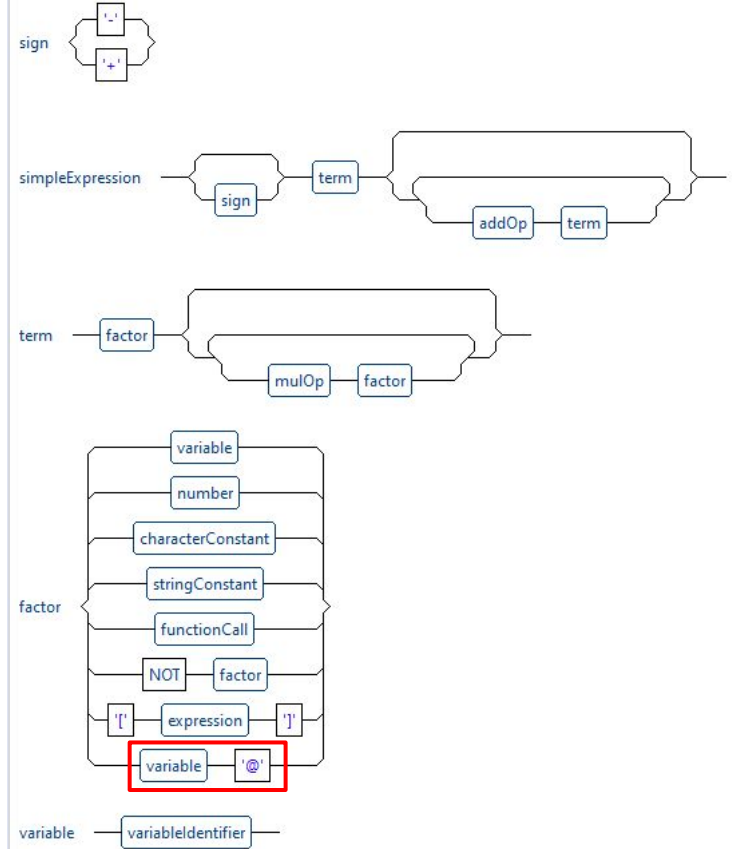 '-'
sign
'+'
simpleExpression term
sign
addOp term
term factor
mulOp factor
variable
number
characterConstant
stringConstant
factor
functionCall
NOT factor
'[' expression ']'
variable '@'
variable variableIdentifier